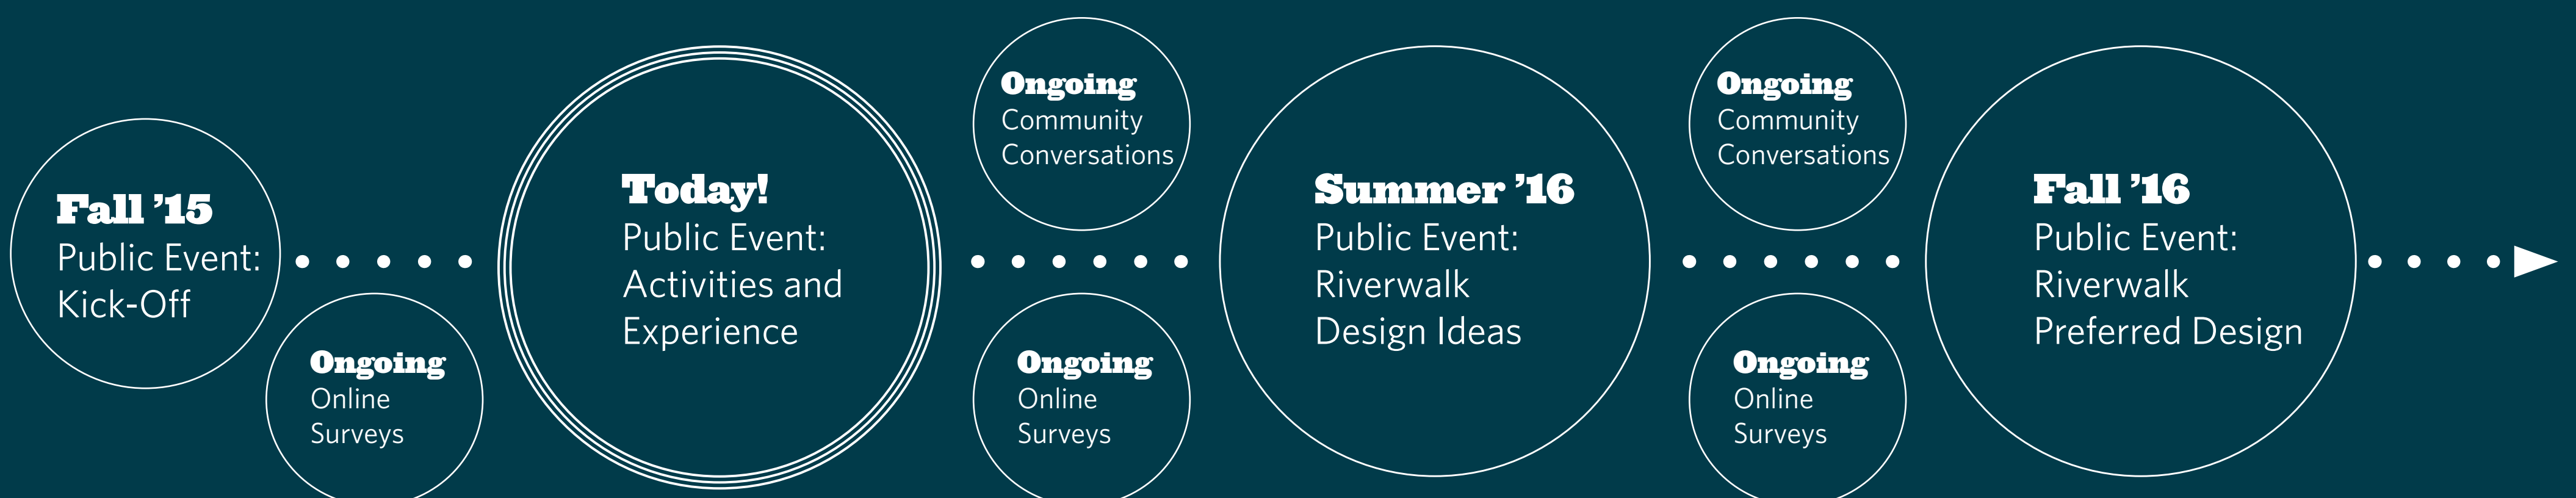 Fall ’15
Public Event:
Kick-Off
Ongoing
Online
Surveys
Today!
Public Event:
Activities and
Experience
Ongoing
Community
Conversations
Ongoing
Online
Surveys
Summer ’16
Public Event:
Riverwalk
Design Ideas
Ongoing
Community
Conversations
Ongoing
Online
Surveys
Fall ’16
Public Event:
Riverwalk
Preferred Design